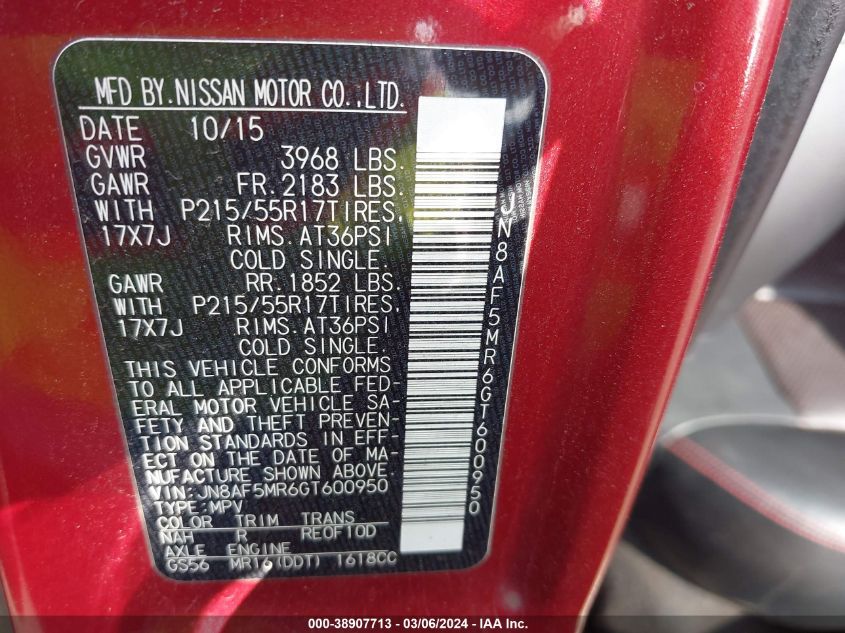 MFD BY.NISSAN MOTOR CO.,LTD.
DATE 10/15
GVWR 3968 LBS.
GAWR FR.2183 LBS.
WITH P215/55R17TIRES,
17X7J RIMS.AT36PSI
COLD SINGLE.
GAWR RR.1852 LBS.
WITH P215/55R17TIRES,
17X7J RIMS.AT36PSI
COLD SINGLE.
THIS VEHICLE CONFORMS
TO ALL APPLICABLE FED-
ERAL MOTOR VEHICLE SA-
FETY AND THEFT PREVEN-
TION STANDARDS IN EFF-
ECT ON THE DATE OF MA-
NUFACTURE SHOWN ABOVE.
VIN:JN8AF5MR6GT600950
TYPE:MPV
COLOR TRIM TRANS
NAH R RE0F10D
AXLE ENGINE
GS56 MR16(DDT) 1618CC
JN8AF5MR6GT600950
000-38907713 - 03/06/2024 - IAA Inc.